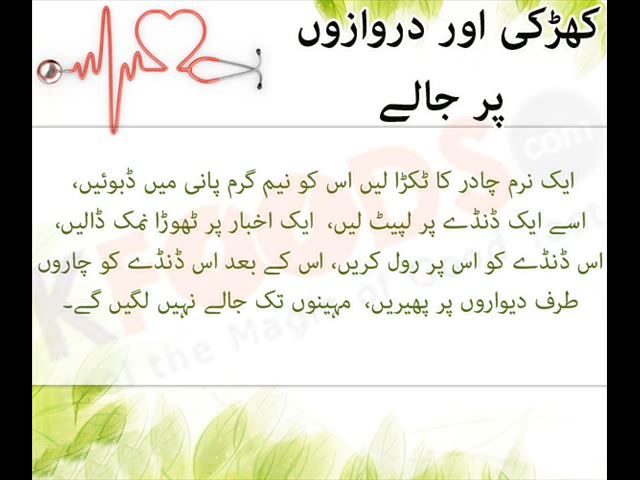 کھڑکی اور دروازوں
پر جالے
ایک نرم چادر کا ٹکڑا لیں اس کو نیم گرم پانی میں ڈبوئیں،
اسے ایک ڈنڈے پر لپیٹ لیں، ایک اخبار پر تھوڑا نمک ڈالیں،
اس ڈنڈے کو اس پر رول کریں، اس کے بعد اس ڈنڈے کو چاروں
طرف دیواروں پر پھیریں، مہینوں تک جالے نہیں لگیں گے۔
KFOODS.com